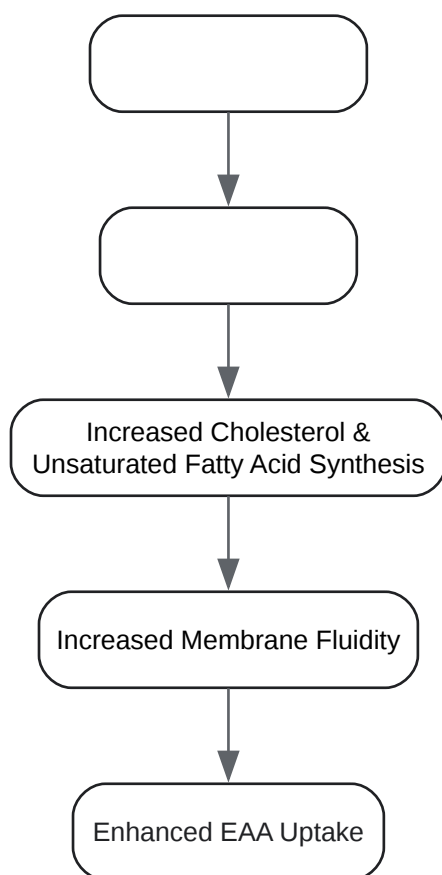 Increased Cholesterol &
Unsaturated Fatty Acid Synthesis
Increased Membrane Fluidity
Enhanced EAA Uptake